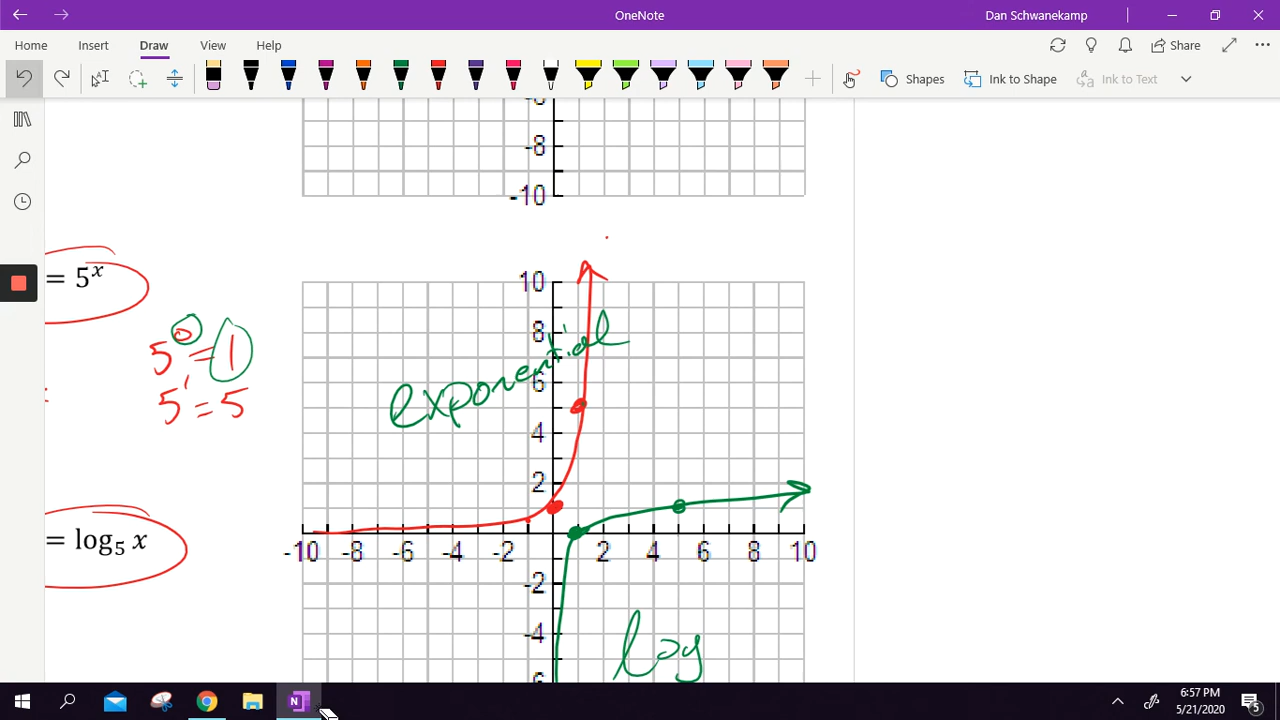 OneNote
Dan Schwanekamp
Home Insert Draw View Help
Share
Shapes Ink to Shape Ink to Text
-8
-10
= 5^x
5^0 = 1
5^1 = 5
exponential
10
8
6
4
2
-10 -8 -6 -4 -2 2 4 6 8 10
-2
-4
= log₅ x
log
6:57 PM
5/21/2020
5